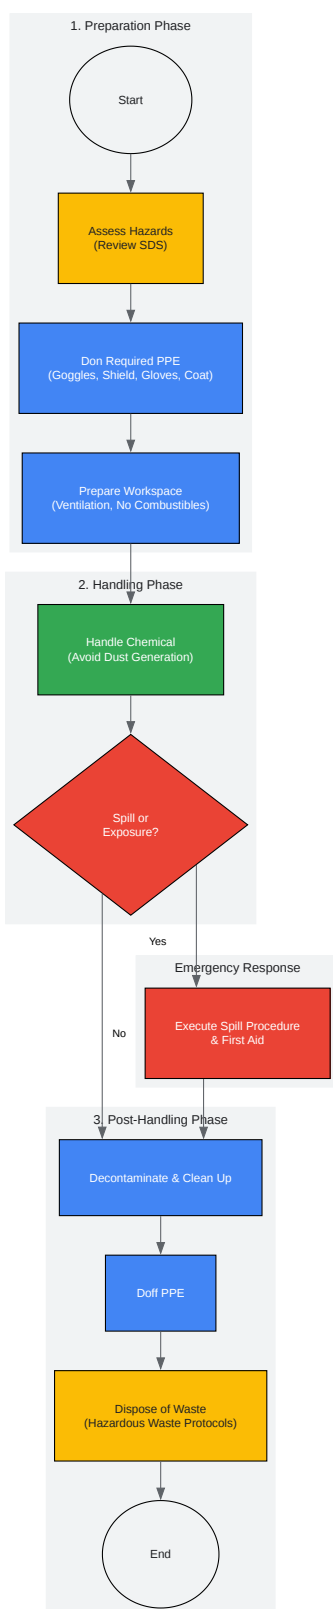 1. Preparation Phase
Start
Assess Hazards
(Review SDS)
Don Required PPE
(Goggles, Shield, Gloves, Coat)
Prepare Workspace
(Ventilation, No Combustibles)
2. Handling Phase
Handle Chemical
(Avoid Dust Generation)
Spill or
Exposure?
Yes
Emergency Response
Execute Spill Procedure
& First Aid
No
3. Post-Handling Phase
Decontaminate & Clean Up
Doff PPE
Dispose of Waste
(Hazardous Waste Protocols)
End